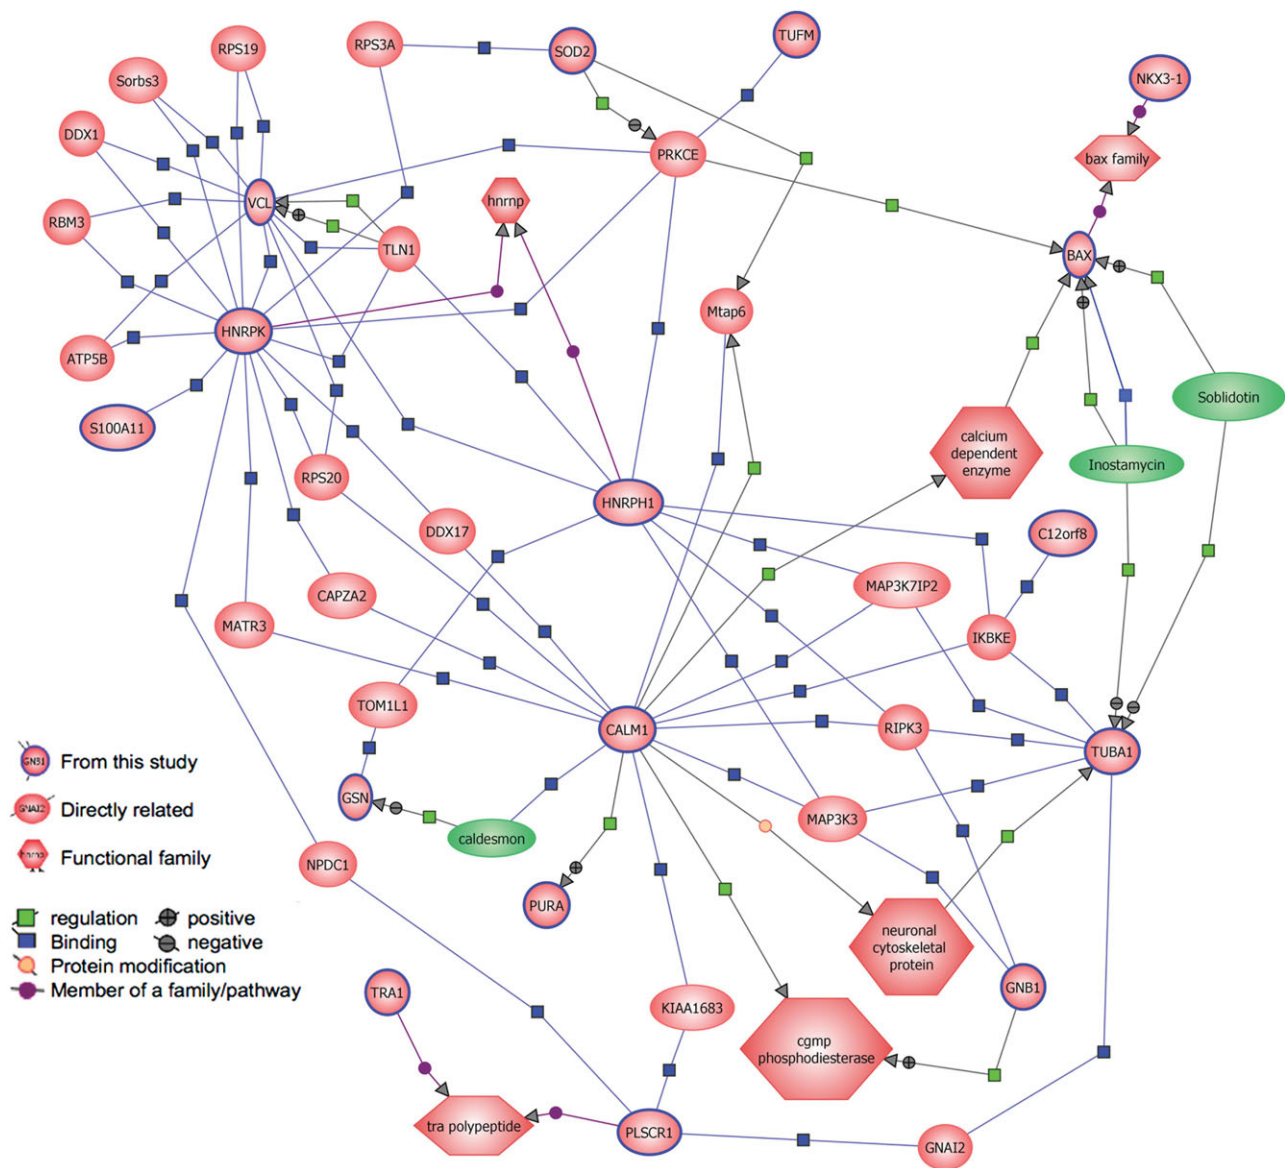 RPS19
RPS3A
SOD2
TUFM
Sorbs3
NKX3-1
DDX1
PRKCE
bax family
VCL
hnrnp
RBM3
TLN1
BAX
Mtap6
HNRPK
ATP5B
Soblidotin
S100A11
calcium
dependent
enzyme
Inostamycin
RPS20
HNRPH1
DDX17
C12orf8
MAP3K7IP2
CAPZA2
MATR3
IKBKE
TOM1L1
CALM1
RIPK3
TUBA1
GNB1
From this study
GSN
GNAI2
Directly related
MAP3K3
caldesmon
hnrnp
Functional family
NPDC1
PURA
regulation
positive
Binding
negative
Protein modification
Member of a family/pathway
neuronal
cytoskeletal
protein
TRA1
GNB1
KIAA1683
cgmp
phosphodiesterase
tra polypeptide
PLSCR1
GNAI2